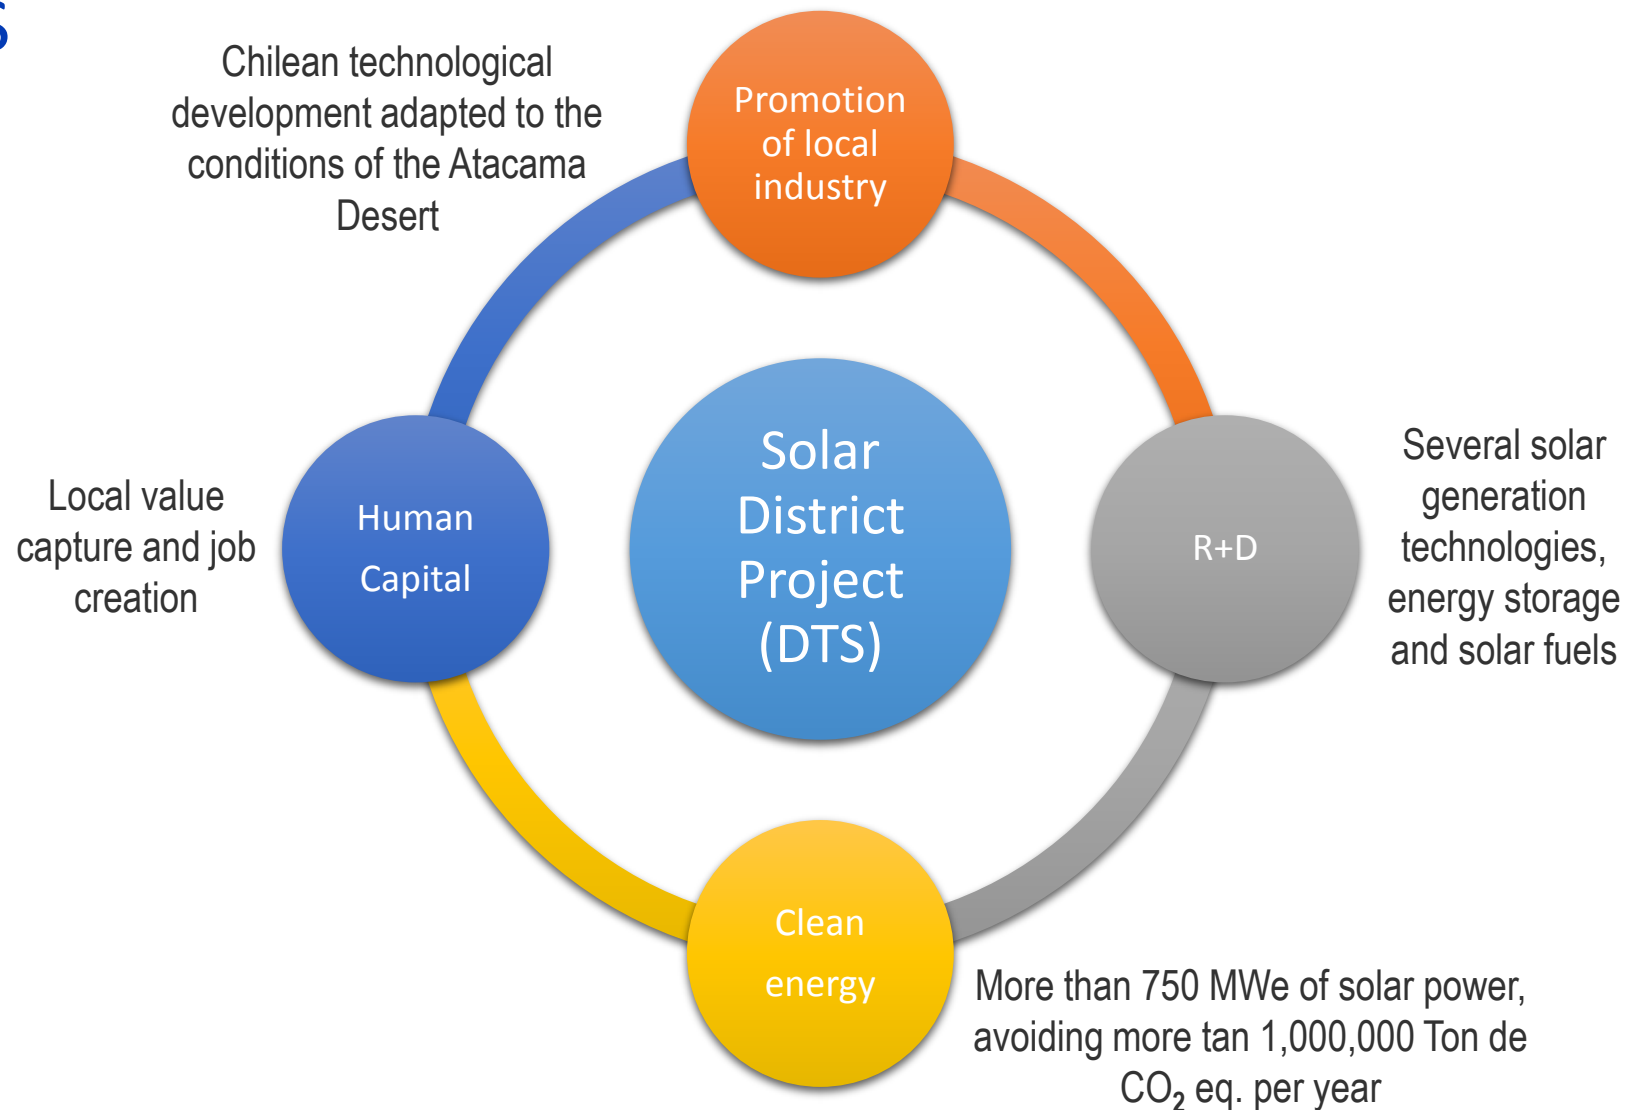 s
Chilean technological
development adapted to the
conditions of the Atacama
Desert
Promotion
of local
industry
Local value
capture and job
creation
Human
Capital
Solar
District
Project
(DTS)
R+D
Several solar
generation
technologies,
energy storage
and solar fuels
Clean
energy
More than 750 MWe of solar power,
avoiding more tan 1,000,000 Ton de
CO₂ eq. per year